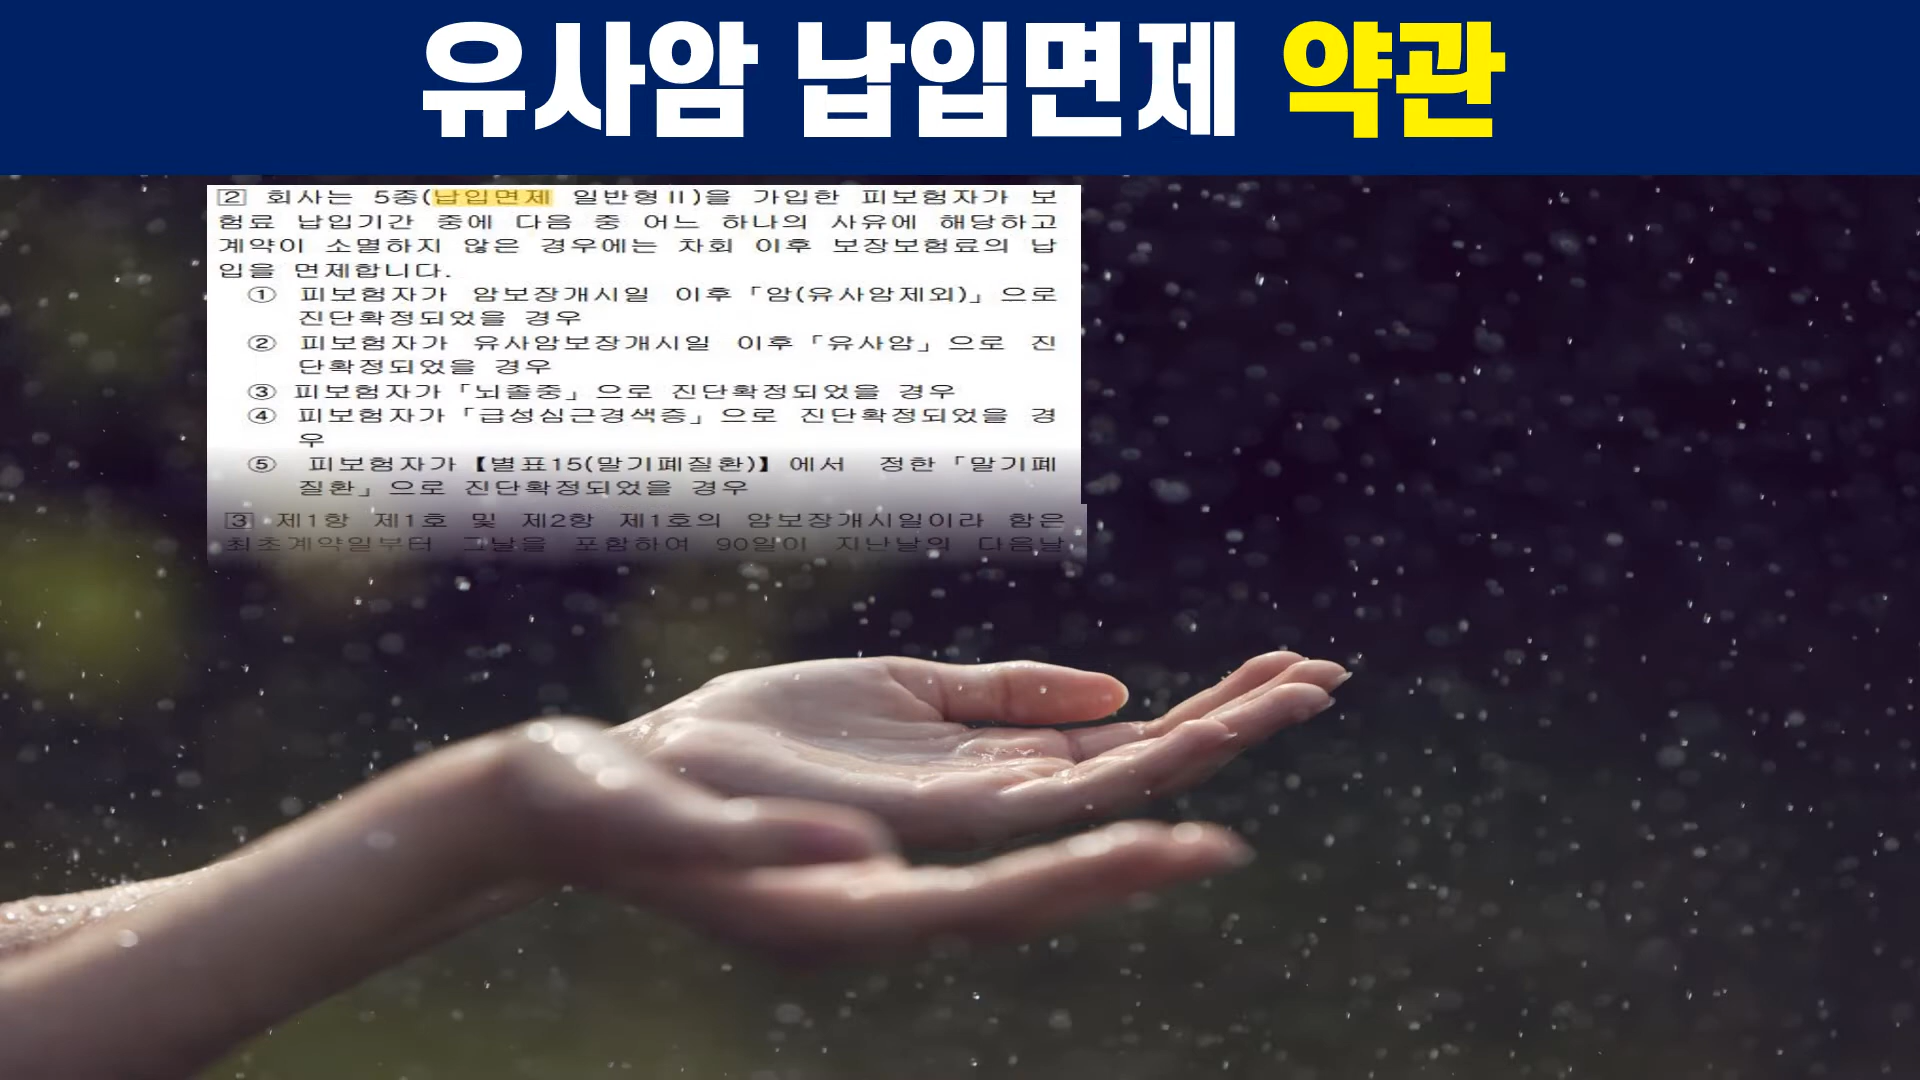 유사암 납입면제 약관
2 회사는 5종(납입면제 일반형Ⅱ)을 가입한 피보험자가 보
험료 납입기간 중에 다음 중 어느 하나의 사유에 해당하고
계약이 소멸하지 않은 경우에는 차회 이후 보장보험료의 납
입을 면제합니다.
① 피보험자가 암보장개시일 이후「암(유사암제외)」으로
진단확정되었을 경우
② 피보험자가 유사암보장개시일 이후「유사암」으로 진
단확정되었을 경우
③ 피보험자가「뇌졸중」으로 진단확정되었을 경우
④ 피보험자가「급성심근경색증」으로 진단확정되었을 경
우
⑤ 피보험자가【별표15(말기폐질환)】에서 정한「말기폐
질환」으로 진단확정되었을 경우
3 제1항 제1호 및 제2항 제1호의 암보장개시일이라 함은
최초계약일부터 그날을 포함하여 90일이 지난날의 다음날